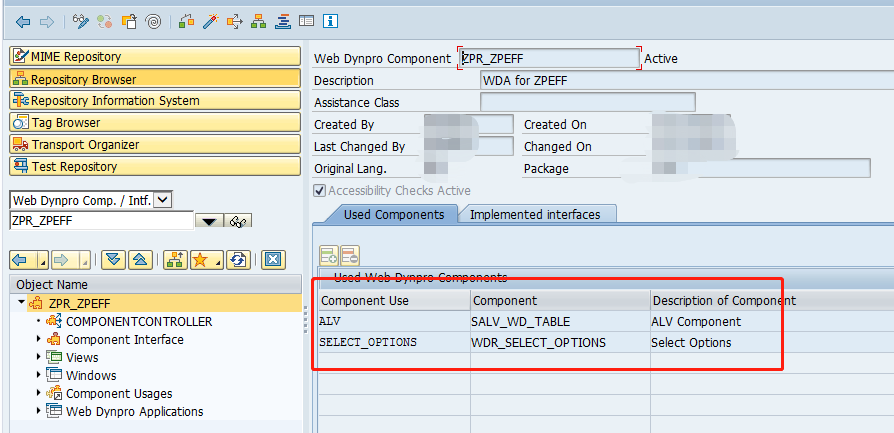 MIME Repository
Repository Browser
Repository Information System
Tag Browser
Transport Organizer
Test Repository
Web Dynpro Comp. / Intf.
ZPR_ZPEFF
Object Name
ZPR_ZPEFF
COMPONENTCONTROLLER
Component Interface
Views
Windows
Component Usages
Web Dynpro Applications
Web Dynpro Component ZPR_ZPEFF Active
Description WDA for ZPEFF
Assistance Class
Created By Created On
Last Changed By Changed On
Original Lang. Package
Accessibility Checks Active
Used Components Implemented interfaces
Used Web Dynpro Components
Component Use Component Description of Component
ALV SALV_WD_TABLE ALV Component
SELECT_OPTIONS WDR_SELECT_OPTIONS Select Options